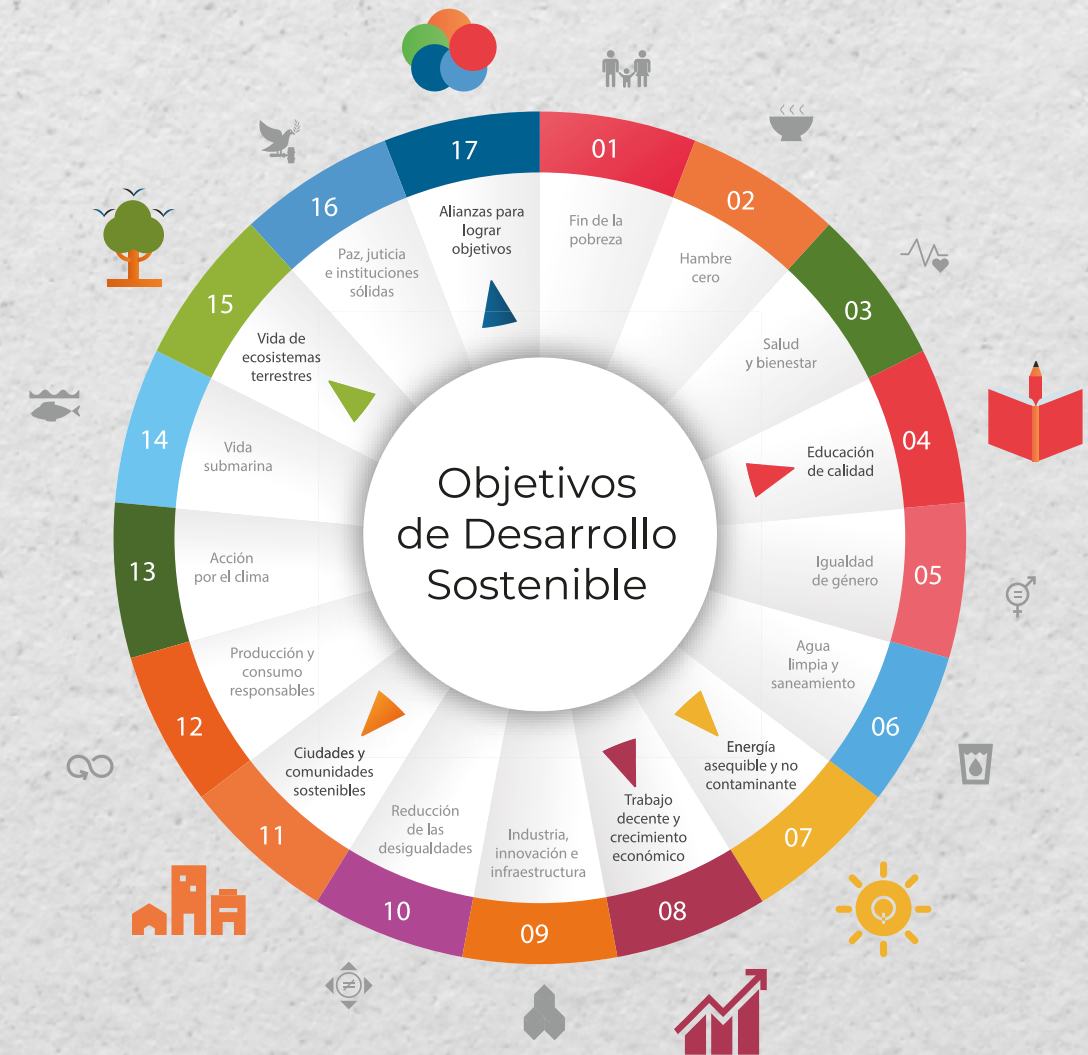 Objetivos
de Desarrollo
Sostenible
01
Fin de la
pobreza
02
Hambre
cero
03
Salud
y bienestar
04
Educación
de calidad
05
Igualdad
de género
06
Agua
limpia y
saneamiento
07
Energía
asequible y no
contaminante
08
Trabajo
decente y
crecimiento
económico
09
Industria,
innovación e
infraestructura
10
Reducción
de las
desigualdades
11
Ciudades y
comunidades
sostenibles
12
Producción y
consumo
responsables
13
Acción
por el clima
14
Vida
submarina
15
Vida de
ecosistemas
terrestres
16
Paz, juticia
e instituciones
sólidas
17
Alianzas para
lograr
objetivos